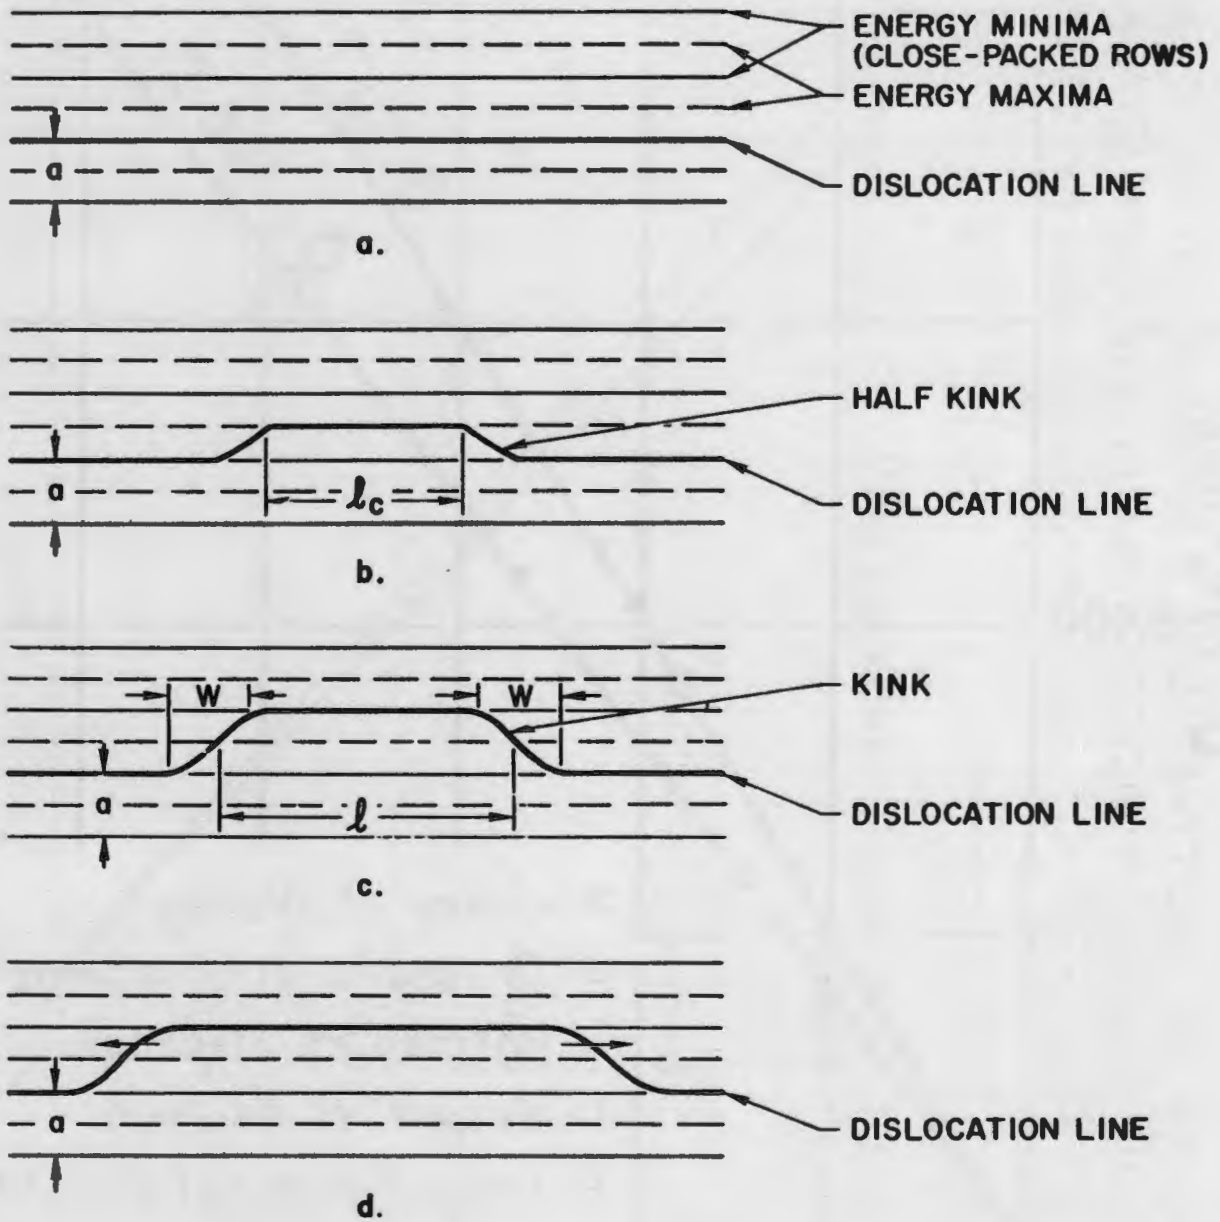 ENERGY MINIMA
(CLOSE-PACKED ROWS)
ENERGY MAXIMA
a
DISLOCATION LINE
a.
HALF KINK
a
ℓc
DISLOCATION LINE
b.
W W
KINK
a
ℓ
DISLOCATION LINE
c.
a
DISLOCATION LINE
d.